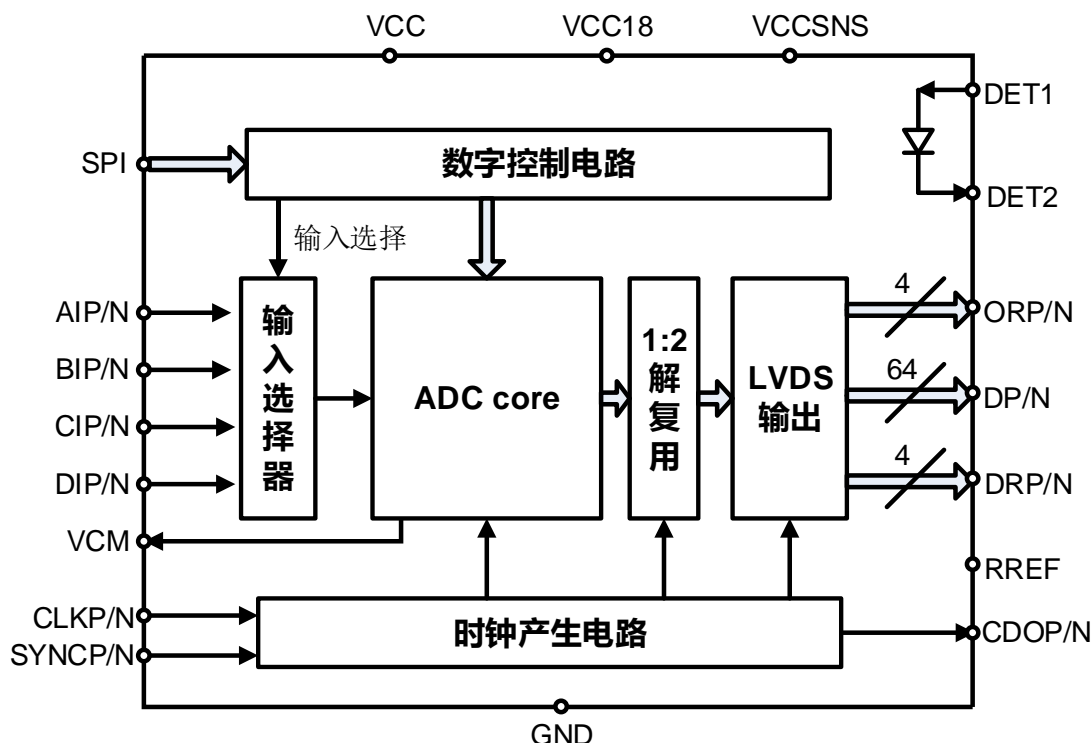 VCC
VCC18
VCCSNS
DET1
SPI
数字控制电路
DET2
输入选择
AIP/N
BIP/N
CIP/N
DIP/N
输
入
选
择
器
ADC core
1:2
解
复
用
LVDS
输出
4
ORP/N
64
DP/N
4
DRP/N
VCM
RREF
CLKP/N
SYNCP/N
时钟产生电路
CDOP/N
GND